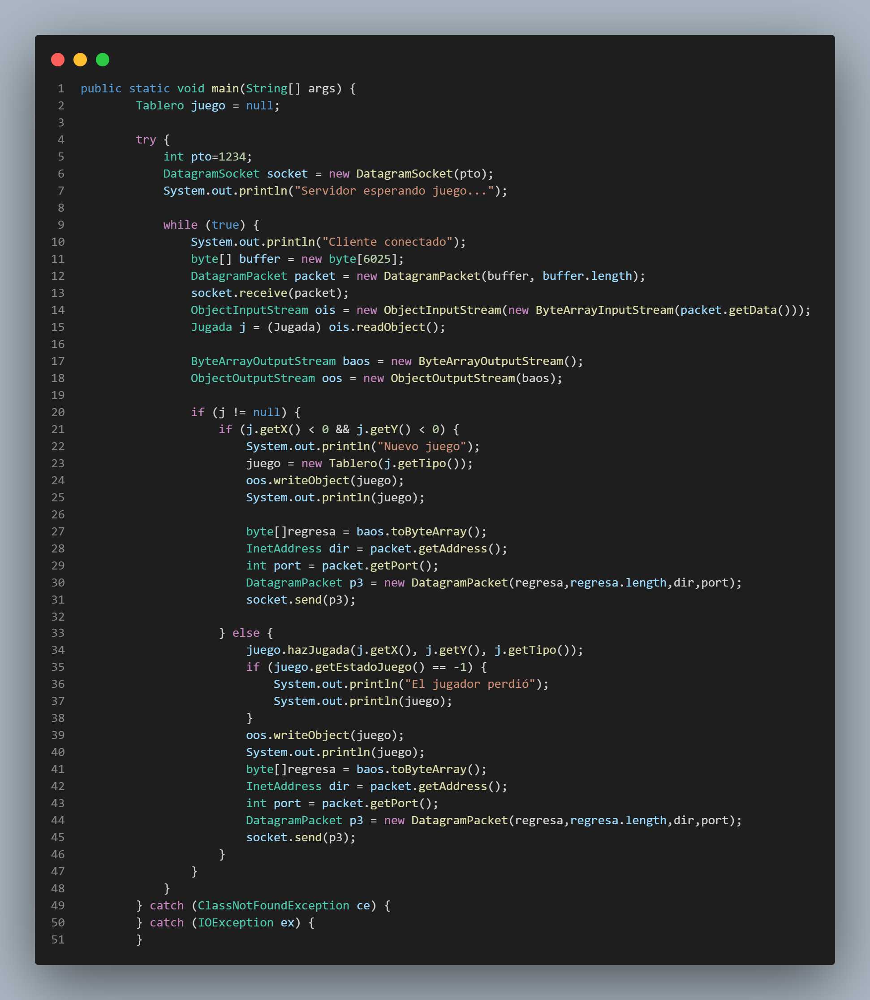 1 public static void main(String[] args) {
2 Tablero juego = null;
3
4 try {
5 int pto=1234;
6 DatagramSocket socket = new DatagramSocket(pto);
7 System.out.println("Servidor esperando juego...");
8
9 while (true) {
10 System.out.println("Cliente conectado");
11 byte[] buffer = new byte[6025];
12 DatagramPacket packet = new DatagramPacket(buffer, buffer.length);
13 socket.receive(packet);
14 ObjectInputStream ois = new ObjectInputStream(new ByteArrayInputStream(packet.getData()));
15 Jugada j = (Jugada) ois.readObject();
16
17 ByteArrayOutputStream baos = new ByteArrayOutputStream();
18 ObjectOutputStream oos = new ObjectOutputStream(baos);
19
20 if (j != null) {
21 if (j.getX() < 0 && j.getY() < 0) {
22 System.out.println("Nuevo juego");
23 juego = new Tablero(j.getTipo());
24 oos.writeObject(juego);
25 System.out.println(juego);
26
27 byte[]regresa = baos.toByteArray();
28 InetAddress dir = packet.getAddress();
29 int port = packet.getPort();
30 DatagramPacket p3 = new DatagramPacket(regresa,regresa.length,dir,port);
31 socket.send(p3);
32
33 } else {
34 juego.hazJugada(j.getX(), j.getY(), j.getTipo());
35 if (juego.getEstadoJuego() == -1) {
36 System.out.println("El jugador perdió");
37 System.out.println(juego);
38 }
39 oos.writeObject(juego);
40 System.out.println(juego);
41 byte[]regresa = baos.toByteArray();
42 InetAddress dir = packet.getAddress();
43 int port = packet.getPort();
44 DatagramPacket p3 = new DatagramPacket(regresa,regresa.length,dir,port);
45 socket.send(p3);
46 }
47 }
48 }
49 } catch (ClassNotFoundException ce) {
50 } catch (IOException ex) {
51 }